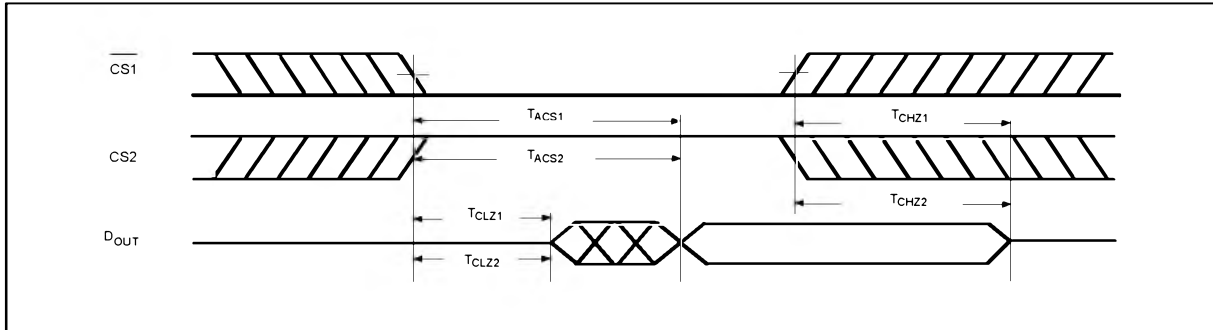 CS1
TACS1
TCHZ1
CS2
TACS2
TCHZ2
TCLZ1
DOUT
TCLZ2